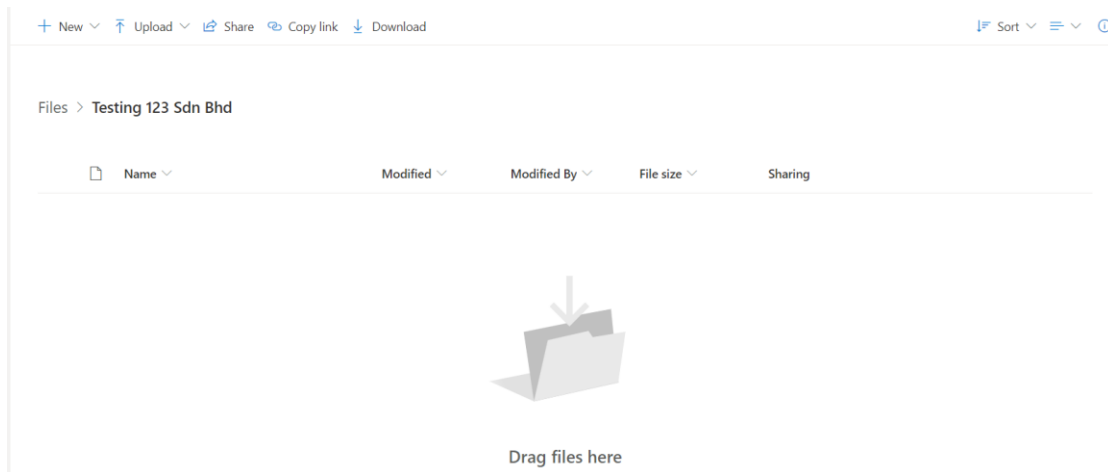 New Upload Share Copy link Download Sort
Files > Testing 123 Sdn Bhd
Name Modified Modified By File size Sharing
Drag files here